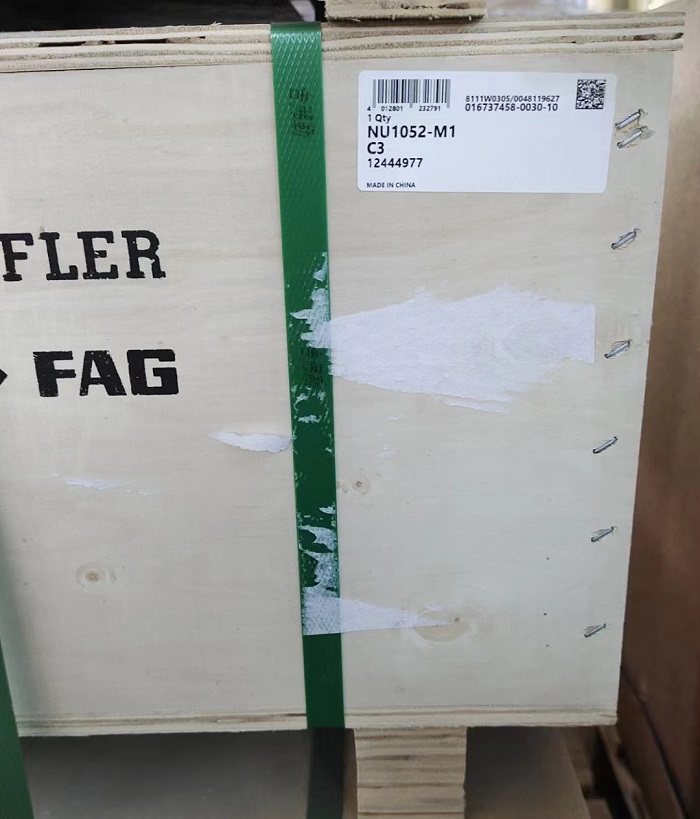 4 012801 232791
8111W0305/0048119627
016737458-0030-10
1 Qty
NU1052-M1
C3
12444977
MADE IN CHINA
FLER
FAG